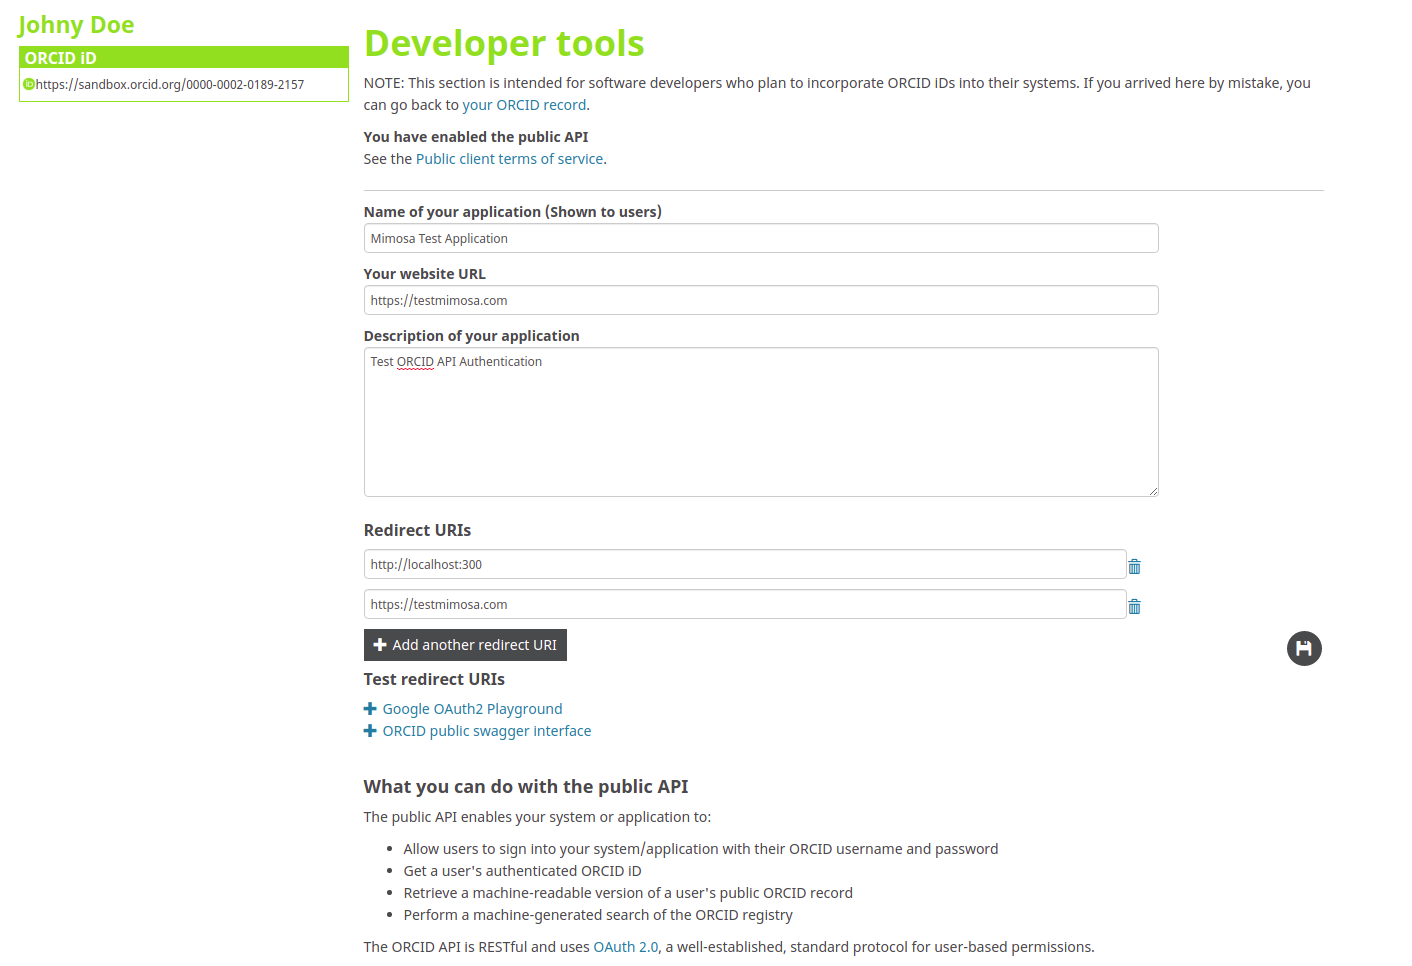 Johny Doe
ORCID iD
https://sandbox.orcid.org/0000-0002-0189-2157
Developer tools
NOTE: This section is intended for software developers who plan to incorporate ORCID iDs into their systems. If you arrived here by mistake, you
can go back to your ORCID record.
You have enabled the public API
See the Public client terms of service.
Name of your application (Shown to users)
Mimosa Test Application
Your website URL
https://testmimosa.com
Description of your application
Test ORCID API Authentication
Redirect URIs
http://localhost:300
https://testmimosa.com
Add another redirect URI
Test redirect URIs
Google OAuth2 Playground
ORCID public swagger interface
What you can do with the public API
The public API enables your system or application to:
• Allow users to sign into your system/application with their ORCID username and password
• Get a user's authenticated ORCID iD
• Retrieve a machine-readable version of a user's public ORCID record
• Perform a machine-generated search of the ORCID registry
The ORCID API is RESTful and uses OAuth 2.0, a well-established, standard protocol for user-based permissions.